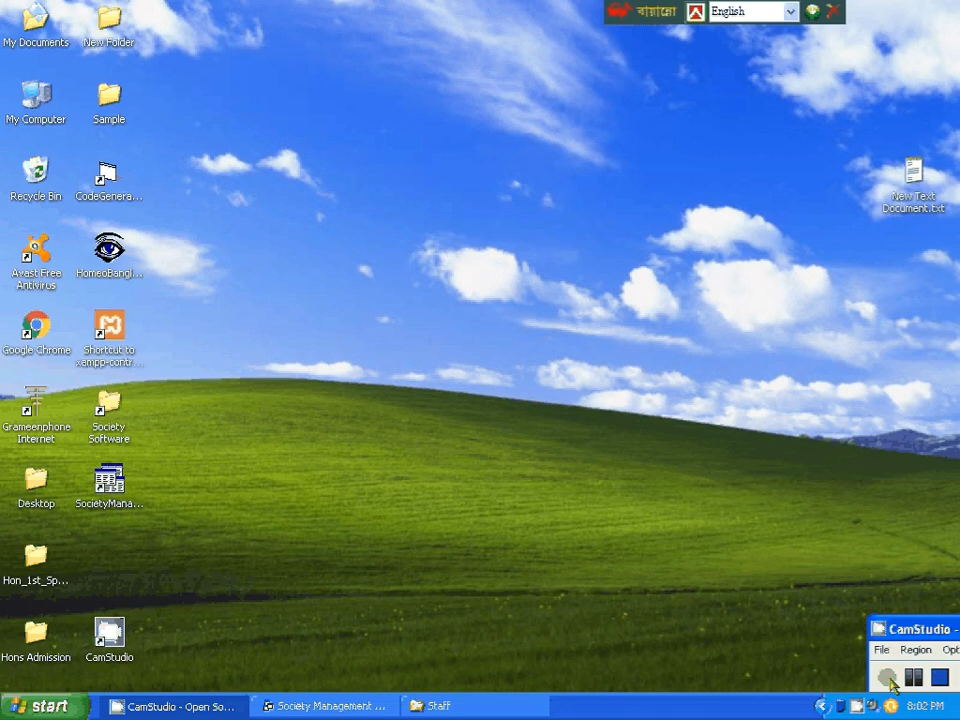 বায়ান্নো
English
My Documents
New Folder
My Computer
Sample
Recycle Bin
CodeGenera...
New Text
Document.txt
Avast Free
Antivirus
HomeoBangl...
Google Chrome
Shortcut to
xampp-contr...
Grameenphone
Internet
Society
Software
Desktop
SocietyMana...
Hon_1st_Sp...
Hons Admission
CamStudio
CamStudio -
File Region Opt
start
CamStudio - Open So...
Society Management ...
Staff
8:02 PM